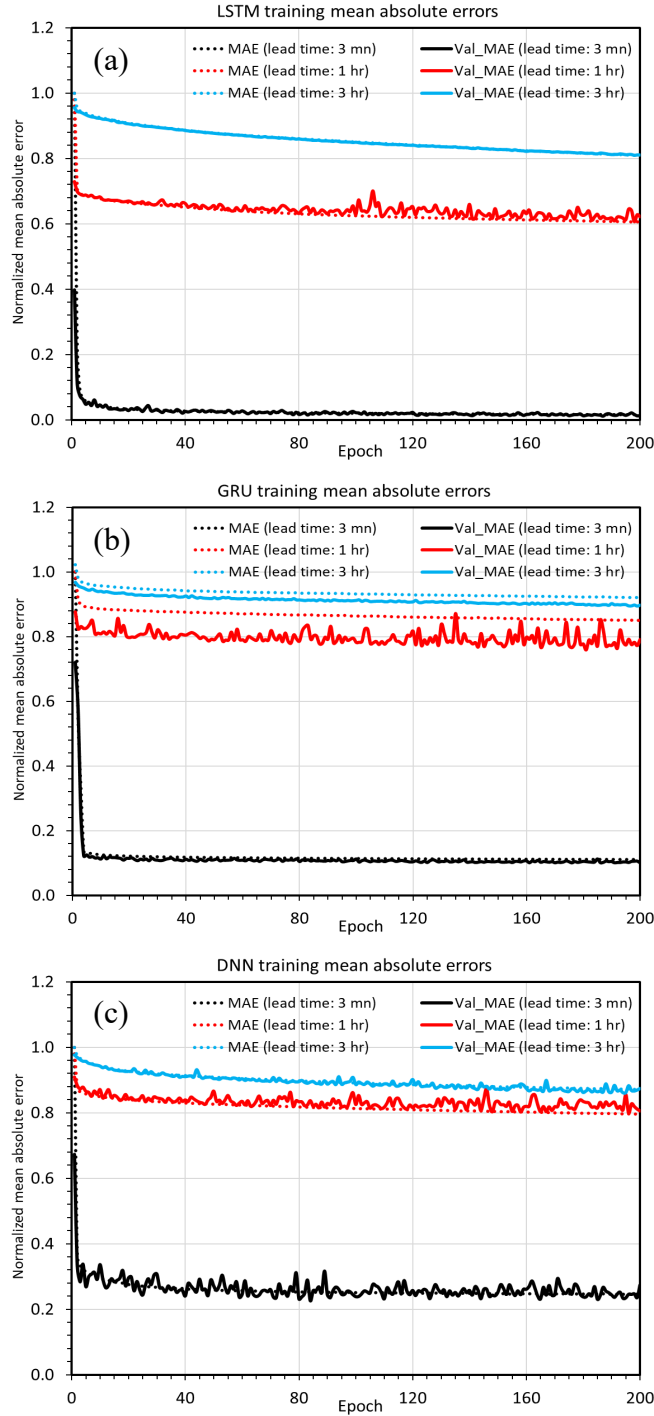 LSTM training mean absolute errors
(a)
MAE (lead time: 3 mn) Val_MAE (lead time: 3 mn)
MAE (lead time: 1 hr) Val_MAE (lead time: 1 hr)
MAE (lead time: 3 hr) Val_MAE (lead time: 3 hr)
Normalized mean absolute error
1.2
1.0
0.8
0.6
0.4
0.2
0.0
0 40 80 120 160 200
Epoch
GRU training mean absolute errors
(b)
MAE (lead time: 3 mn) Val_MAE (lead time: 3 mn)
MAE (lead time: 1 hr) Val_MAE (lead time: 1 hr)
MAE (lead time: 3 hr) Val_MAE (lead time: 3 hr)
Normalized mean absolute error
1.2
1.0
0.8
0.6
0.4
0.2
0.0
0 40 80 120 160 200
Epoch
DNN training mean absolute errors
(c)
MAE (lead time: 3 mn) Val_MAE (lead time: 3 mn)
MAE (lead time: 1 hr) Val_MAE (lead time: 1 hr)
MAE (lead time: 3 hr) Val_MAE (lead time: 3 hr)
Normalized mean absolute error
1.2
1.0
0.8
0.6
0.4
0.2
0.0
0 40 80 120 160 200
Epoch